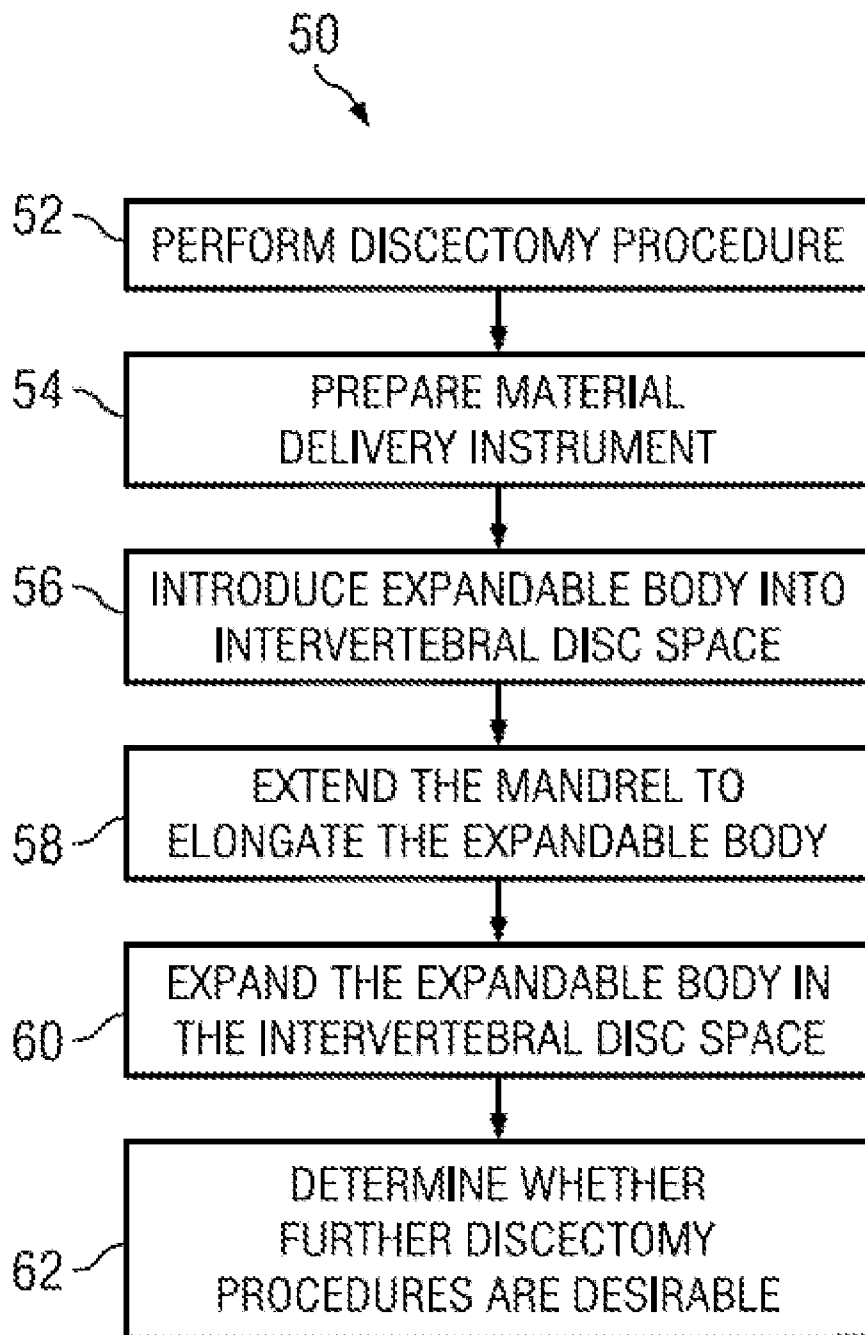 50
52
PERFORM DISCECTOMY PROCEDURE
54
PREPARE MATERIAL
DELIVERY INSTRUMENT
56
INTRODUCE EXPANDABLE BODY INTO
INTERVERTEBRAL DISC SPACE
58
EXTEND THE MANDREL TO
ELONGATE THE EXPANDABLE BODY
60
EXPAND THE EXPANDABLE BODY IN
THE INTERVERTEBRAL DISC SPACE
62
DETERMINE WHETHER
FURTHER DISCECTOMY
PROCEDURES ARE DESIRABLE